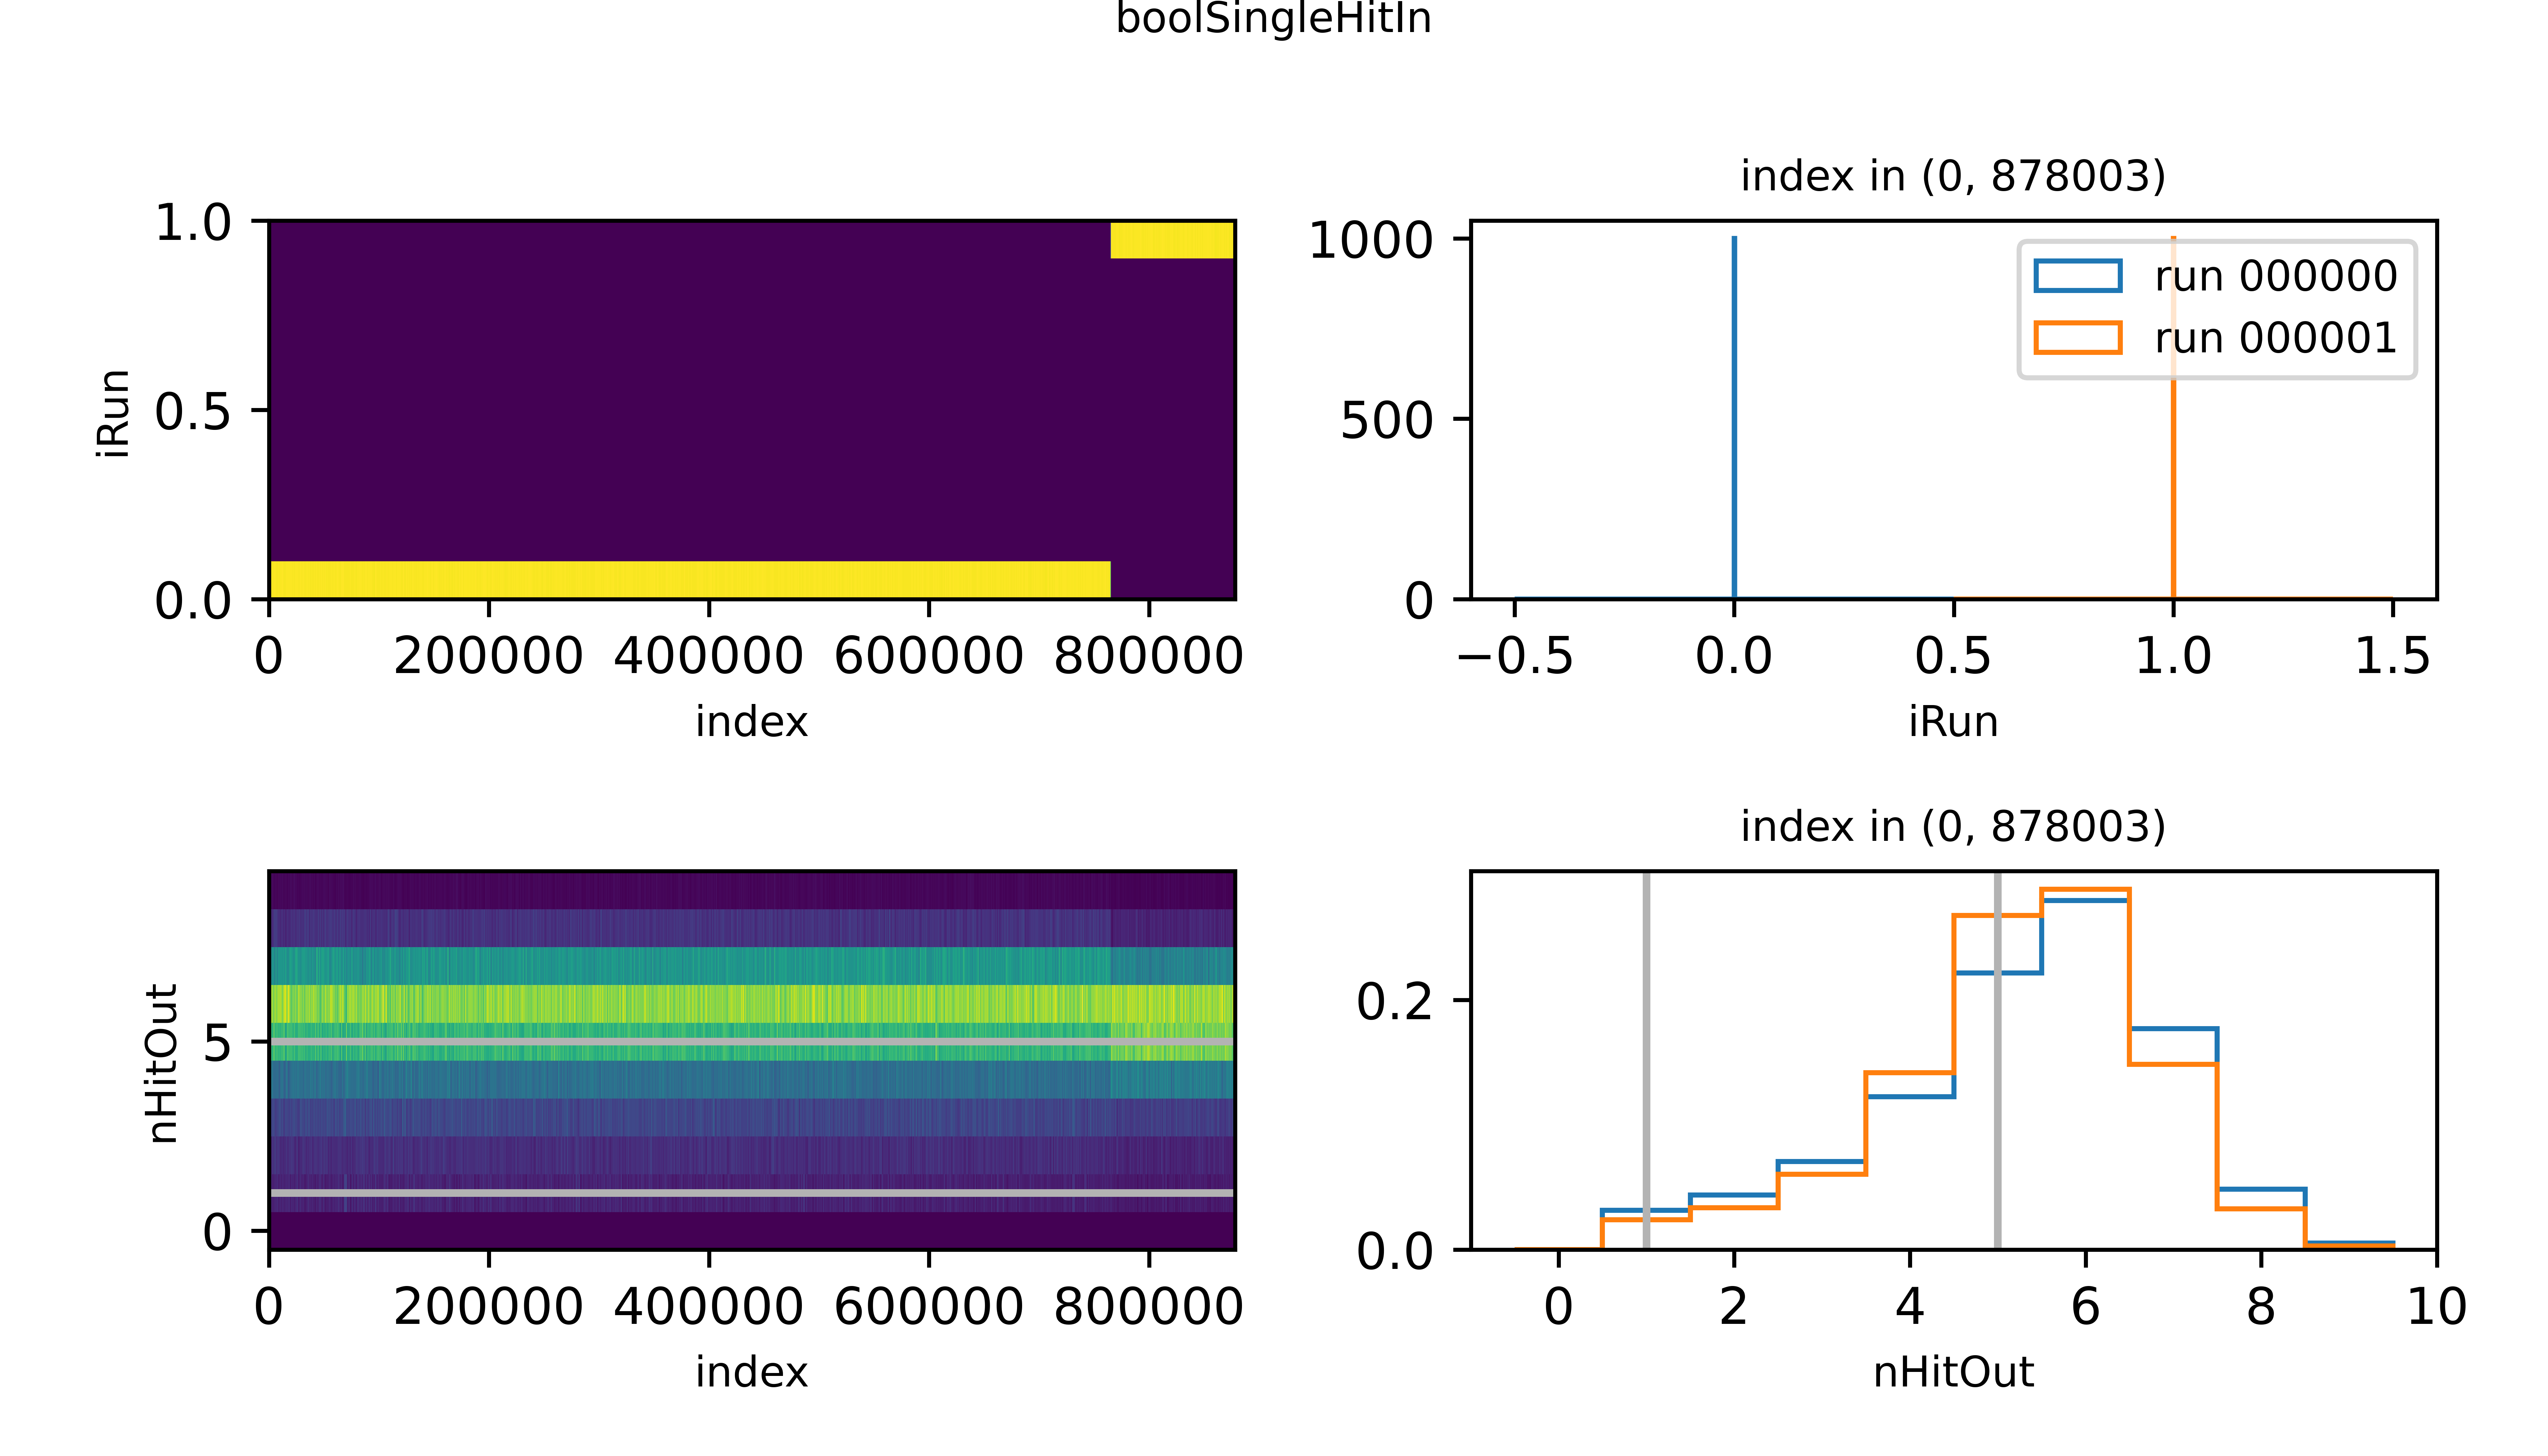 boolSingleHitIn
1.0
0.5
0.0
iRun
0 200000 400000 600000 800000
index
index in (0, 878003)
1000
500
0
run 000000
run 000001
−0.5 0.0 0.5 1.0 1.5
iRun
5
0
nHitOut
0 200000 400000 600000 800000
index
index in (0, 878003)
0.2
0.0
0 2 4 6 8 10
nHitOut